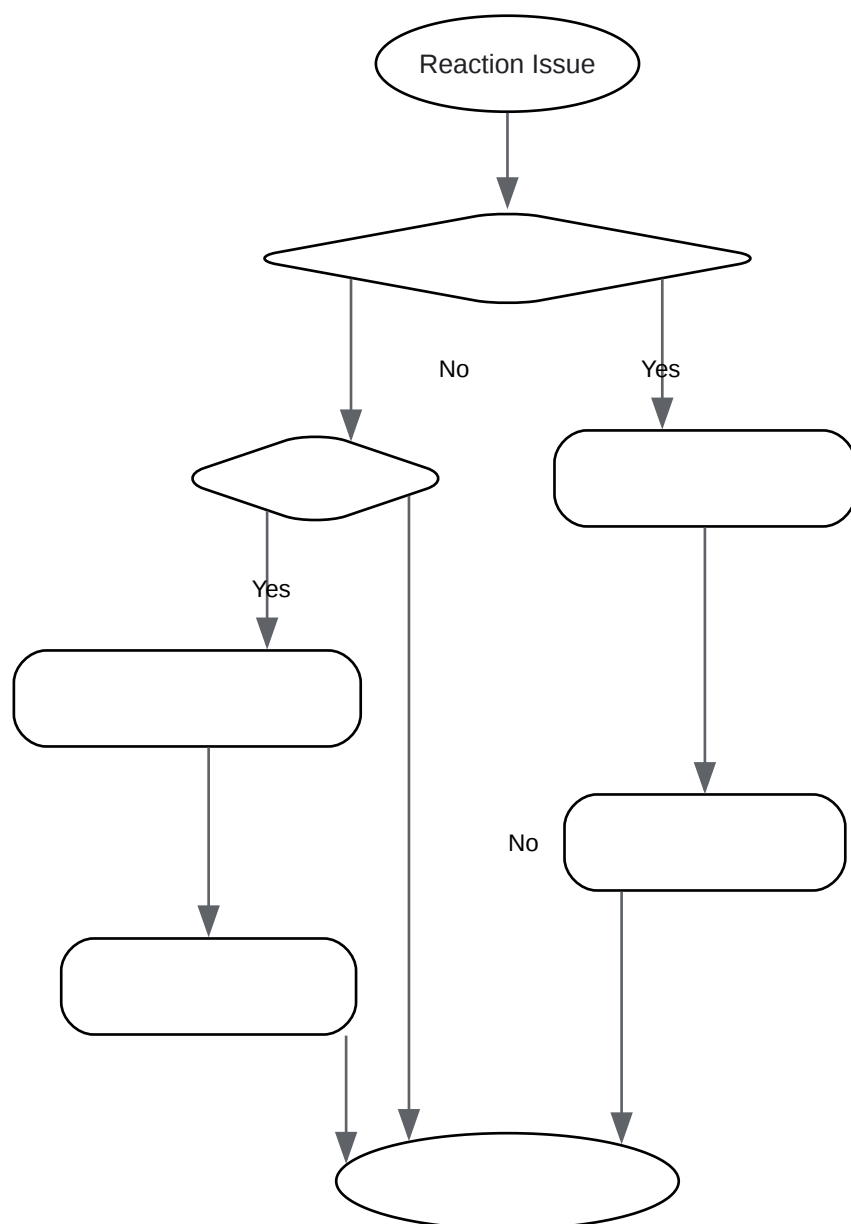 Reaction Issue
No
Yes
Yes
No